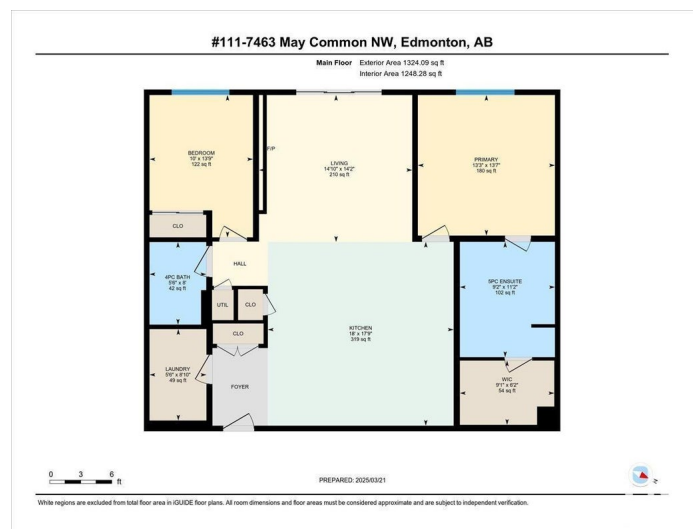 #111-7463 May Common NW, Edmonton, AB
Main Floor Exterior Area 1324.09 sq ft
Interior Area 1248.28 sq ft
BEDROOM
10' x 13'9"
122 sq ft
F/P
LIVING
14'10" x 14'2"
210 sq ft
PRIMARY
13'3" x 13'7"
180 sq ft
CLO
HALL
4PC BATH
5'6" x 8'
42 sq ft
5PC ENSUITE
9'2" x 11'2"
102 sq ft
UTIL
CLO
KITCHEN
18' x 17'9"
319 sq ft
CLO
LAUNDRY
5'6" x 8'10"
49 sq ft
FOYER
WIC
9'1" x 6'2"
54 sq ft
0 3 6
ft
PREPARED: 2025/03/21
N
White regions are excluded from total floor area in iGUIDE floor plans. All room dimensions and floor areas must be considered approximate and are subject to independent verification.